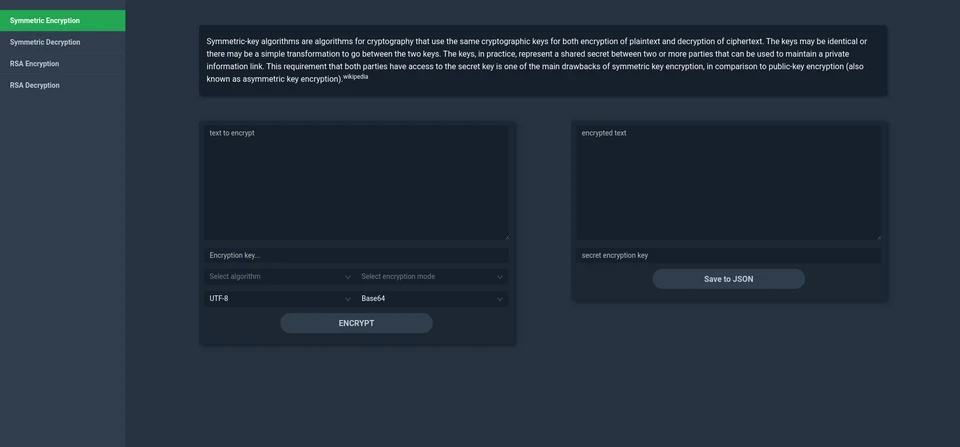 Symmetric Encryption
Symmetric Decryption
RSA Encryption
RSA Decryption
Symmetric-key algorithms are algorithms for cryptography that use the same cryptographic keys for both encryption of plaintext and decryption of ciphertext. The keys may be identical or
there may be a simple transformation to go between the two keys. The keys, in practice, represent a shared secret between two or more parties that can be used to maintain a private
information link. This requirement that both parties have access to the secret key is one of the main drawbacks of symmetric key encryption, in comparison to public-key encryption (also
known as asymmetric key encryption).wikipedia
text to encrypt
Encryption key...
Select algorithm
Select encryption mode
UTF-8
Base64
ENCRYPT
encrypted text
secret encryption key
Save to JSON